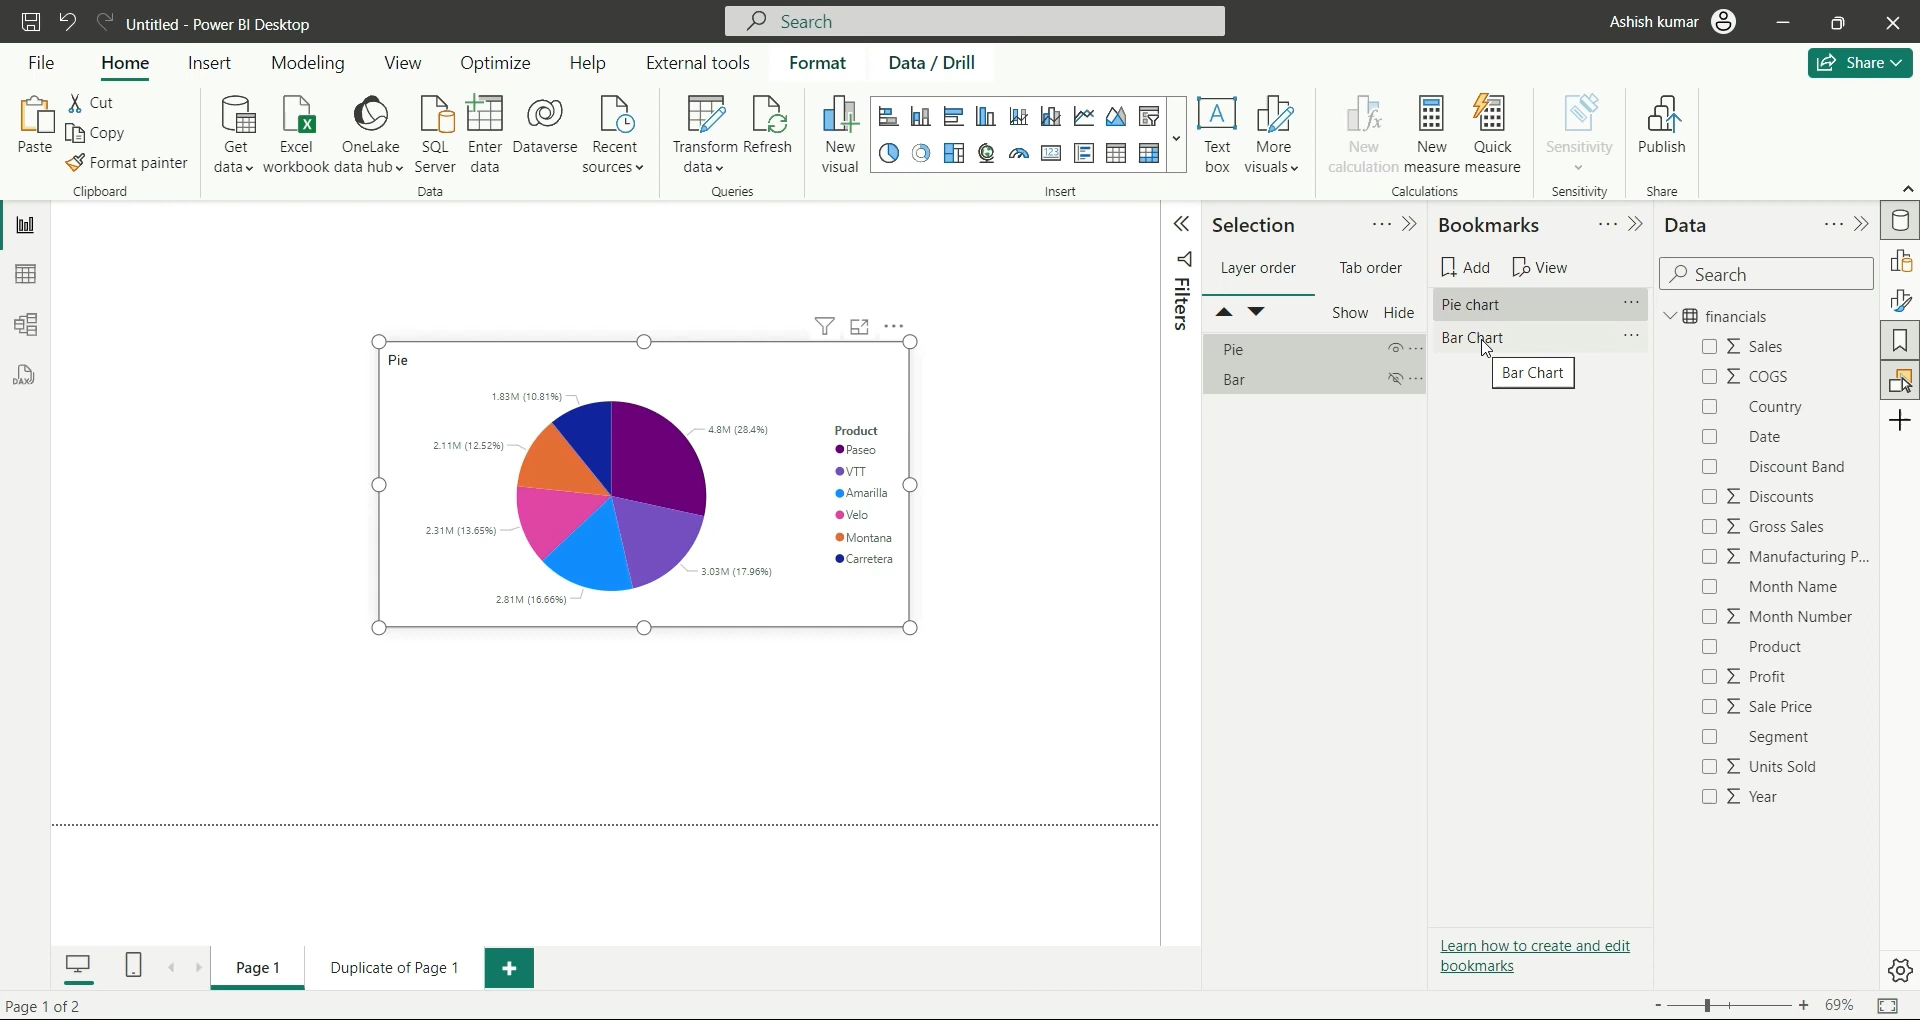 Untitled - Power BI Desktop
Search
Ashish kumar
File Home Insert Modeling View Optimize Help External tools Format Data / Drill
Share
Paste
Cut
Copy
Format painter
Clipboard
Get data
Excel workbook
OneLake data hub
SQL Server
Enter data
Dataverse
Recent sources
Data
Transform data
Refresh
Queries
New visual
123
A
Text box
More visuals
Insert
New calculation
New measure
Quick measure
Calculations
Sensitivity
Sensitivity
Publish
Share
DAX
Pie
1.83M (10.81%)
4.8M (28.4%)
2.11M (12.52%)
2.31M (13.65%)
3.03M (17.96%)
2.81M (16.66%)
Product
Paseo
VTT
Amarilla
Velo
Montana
Carretera
Filters
Selection
Layer order Tab order
Show Hide
Pie
Bar
Bookmarks
Add View
Pie chart
Bar Chart
Bar Chart
Learn how to create and edit
bookmarks
Data
Search
financials
Σ Sales
Σ COGS
Country
Date
Discount Band
Σ Discounts
Σ Gross Sales
Σ Manufacturing P...
Month Name
Σ Month Number
Product
Σ Profit
Σ Sale Price
Segment
Σ Units Sold
Σ Year
Page 1 Duplicate of Page 1 +
Page 1 of 2
- + 69%